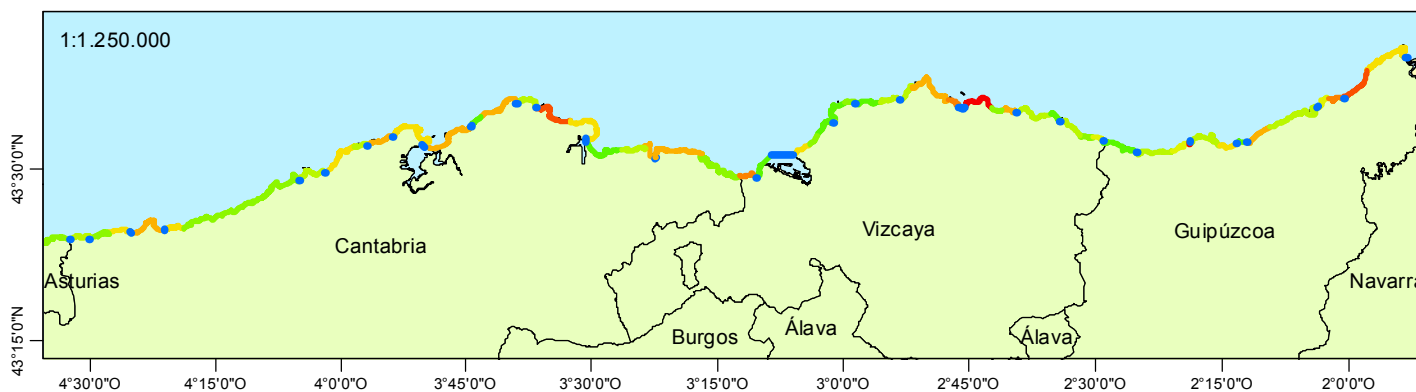 1:1.250.000
43°30'0"N
43°15'0"N
Cantabria
Vizcaya
Guipúzcoa
Asturias
Navarra
Burgos
Álava
Álava
4°30'0"O
4°15'0"O
4°0'0"O
3°45'0"O
3°30'0"O
3°15'0"O
3°0'0"O
2°45'0"O
2°30'0"O
2°15'0"O
2°0'0"O